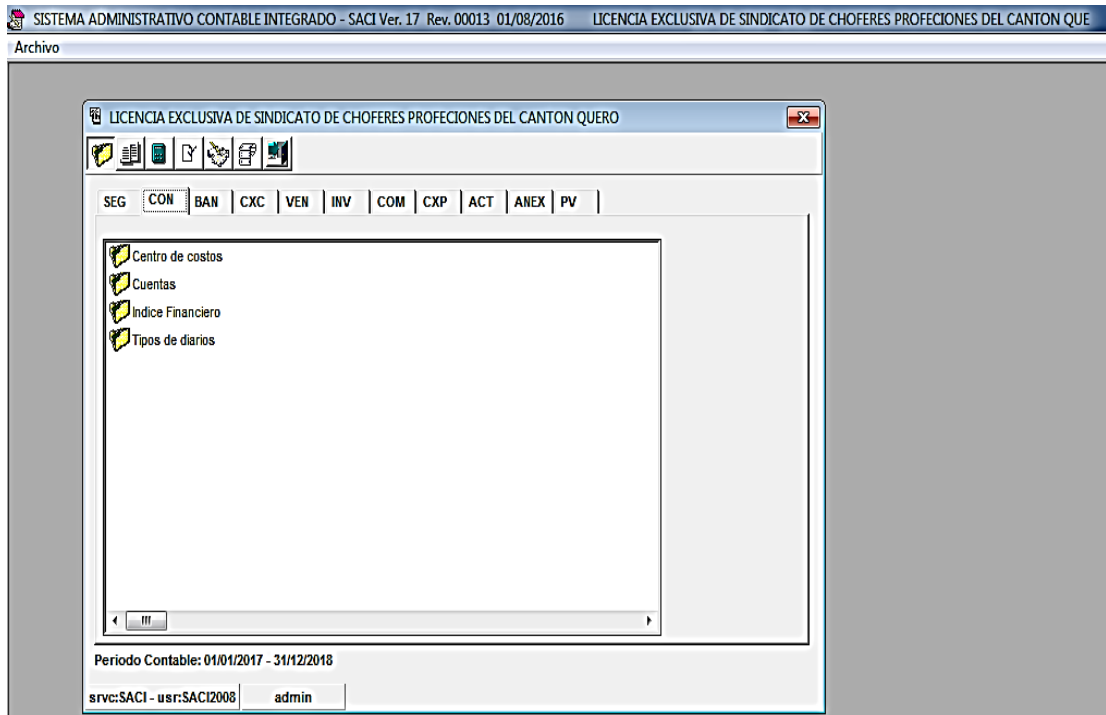 SISTEMA ADMINISTRATIVO CONTABLE INTEGRADO - SACI Ver. 17 Rev. 00013 01/08/2016 LICENCIA EXCLUSIVA DE SINDICATO DE CHOFERES PROFECIONES DEL CANTON QUE
Archivo
LICENCIA EXCLUSIVA DE SINDICATO DE CHOFERES PROFECIONES DEL CANTON QUERO
SEG CON BAN CXC VEN INV COM CXP ACT ANEX PV
Centro de costos
Cuentas
Indice Financiero
Tipos de diarios
Periodo Contable: 01/01/2017 - 31/12/2018
srvc:SACI - usr:SACI2008 admin